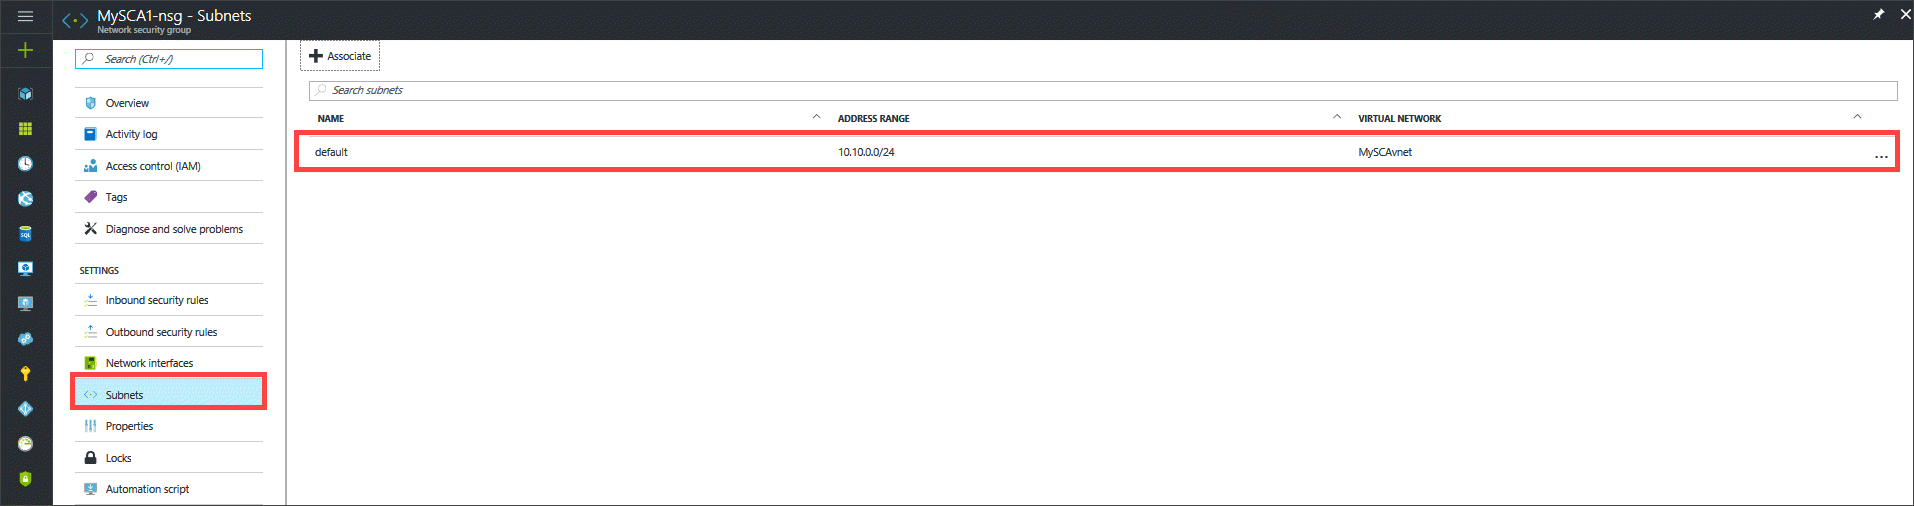 MySCA1-nsg - Subnets
Network security group
Search (Ctrl+/)
Overview
Activity log
Access control (IAM)
Tags
Diagnose and solve problems
SETTINGS
Inbound security rules
Outbound security rules
Network interfaces
Subnets
Properties
Locks
Automation script
Associate
Search subnets
NAME ADDRESS RANGE VIRTUAL NETWORK
default 10.10.0.0/24 MySCAvnet ...
SQL